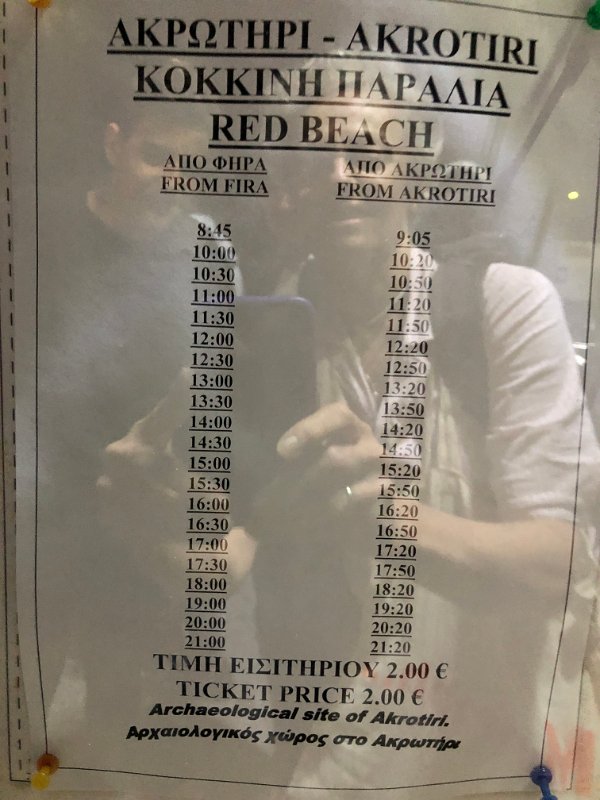 ΑΚΡΩΤΗΡΙ - AKROTIRI
ΚΟΚΚΙΝΗ ΠΑΡΑΛΙΑ
RED BEACH
ΑΠΟ ΦΗΡΑ ΑΠΟ ΑΚΡΩΤΗΡΙ
FROM FIRA FROM AKROTIRI
8:45 9:05
10:00 10:20
10:30 10:50
11:00 11:20
11:30 11:50
12:00 12:20
12:30 12:50
13:00 13:20
13:30 13:50
14:00 14:20
14:30 14:50
15:00 15:20
15:30 15:50
16:00 16:20
16:30 16:50
17:00 17:20
17:30 17:50
18:00 18:20
19:00 19:20
20:00 20:20
21:00 21:20
ΤΙΜΗ ΕΙΣΙΤΗΡΙΟΥ 2.00 €
TICKET PRICE 2.00 €
Archaeological site of Akrotiri.
Αρχαιολογικός χώρος στο Ακρωτήρι